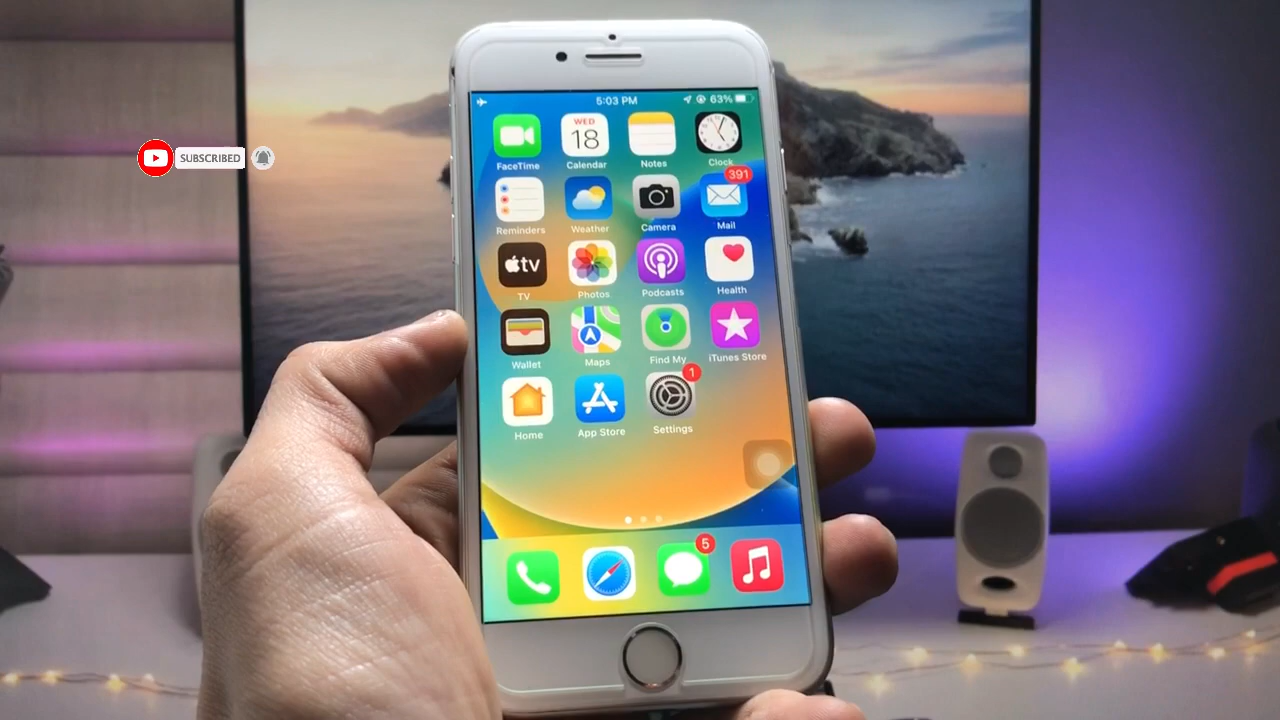 5:03 PM
63%
WED
18
FaceTime
Calendar
Notes
Clock
391
Reminders
Weather
Camera
Mail
tv
TV
Photos
Podcasts
Health
Wallet
Maps
Find My
iTunes Store
1
Home
App Store
Settings
5
SUBSCRIBED